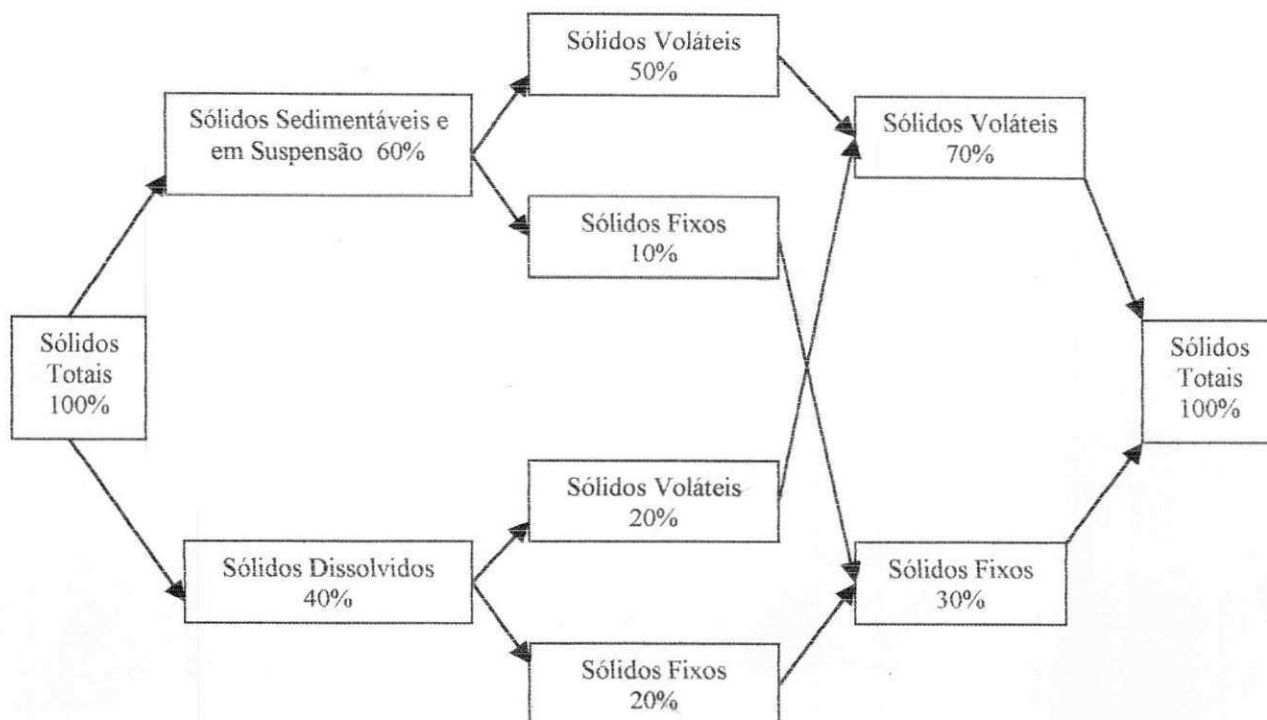 Sólidos Totais
100%
Sólidos Sedimentáveis e
em Suspensão 60%
Sólidos Dissolvidos
40%
Sólidos Voláteis
50%
Sólidos Fixos
10%
Sólidos Voláteis
20%
Sólidos Fixos
20%
Sólidos Voláteis
70%
Sólidos Fixos
30%
Sólidos
Totais
100%